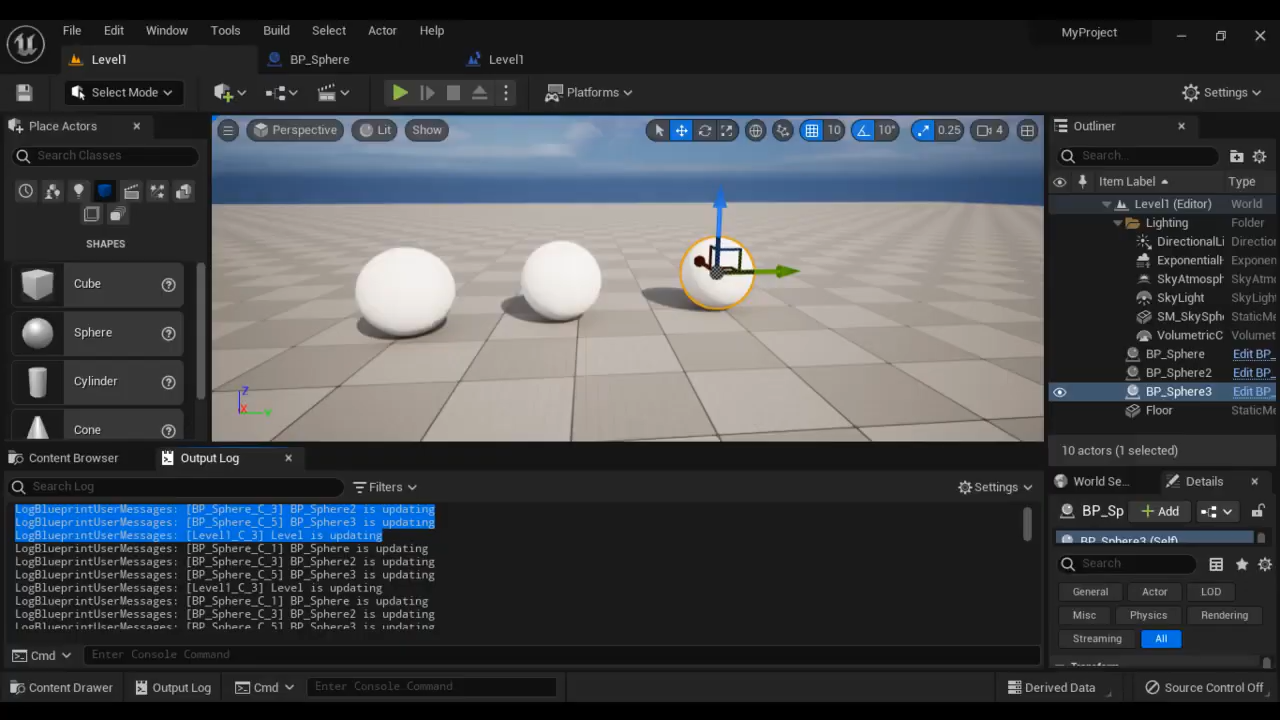 File Edit Window Tools Build Select Actor Help
MyProject
Level1 BP_Sphere Level1
Select Mode Platforms Settings
Place Actors
Search Classes
SHAPES
Cube
Sphere
Cylinder
Cone
Perspective Lit Show 10 10° 0.25 4
Outliner
Search...
Item Label Type
Level1 (Editor) World
Lighting Folder
DirectionalLi Directio
ExponentialH Exponen
SkyAtmosph SkyAtmo
SkyLight SkyLight
SM_SkySphe StaticMe
VolumetricC Volumet
BP_Sphere Edit BP_
BP_Sphere2 Edit BP_
BP_Sphere3 Edit BP_
Floor StaticMe
10 actors (1 selected)
World Se... Details
BP_Sp Add
BP_Sphere3 (Self)
Search
General Actor LOD
Misc Physics Rendering
Streaming All
Transform
Content Browser Output Log
Search Log Filters Settings
LogBlueprintUserMessages: [BP_Sphere_C_3] BP_Sphere2 is updating
LogBlueprintUserMessages: [BP_Sphere_C_5] BP_Sphere3 is updating
LogBlueprintUserMessages: [Level1_C_3] Level is updating
LogBlueprintUserMessages: [BP_Sphere_C_1] BP_Sphere is updating
LogBlueprintUserMessages: [BP_Sphere_C_3] BP_Sphere2 is updating
LogBlueprintUserMessages: [BP_Sphere_C_5] BP_Sphere3 is updating
LogBlueprintUserMessages: [Level1_C_3] Level is updating
LogBlueprintUserMessages: [BP_Sphere_C_1] BP_Sphere is updating
LogBlueprintUserMessages: [BP_Sphere_C_3] BP_Sphere2 is updating
LogBlueprintUserMessages: [BP_Sphere_C_5] BP_Sphere3 is updating
Cmd Enter Console Command
Content Drawer Output Log Cmd Enter Console Command Derived Data Source Control Off